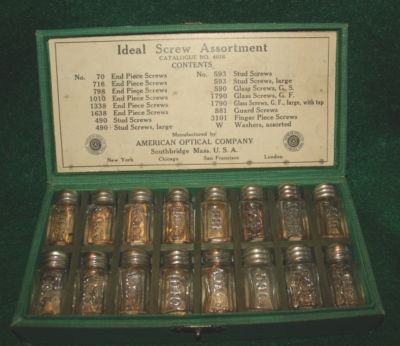 Ideal Screw Assortment
CATALOGUE NO. 4016
CONTENTS
No. 70 End Piece Screws
716 End Piece Screws
798 End Piece Screws
1010 End Piece Screws
1338 End Piece Screws
1638 End Piece Screws
490 Stud Screws
490 Stud Screws, large
No. 593 Stud Screws
593 Stud Screws, large
590 Glass Screws, G. S.
1790 Glass Screws, G. F.
1790 Glass Screws, G. F., large, with tap
881 Guard Screws
3101 Finger Piece Screws
W Washers, assorted
Manufactured by
AMERICAN OPTICAL COMPANY
Southbridge Mass. U. S. A.
New York Chicago San Francisco London